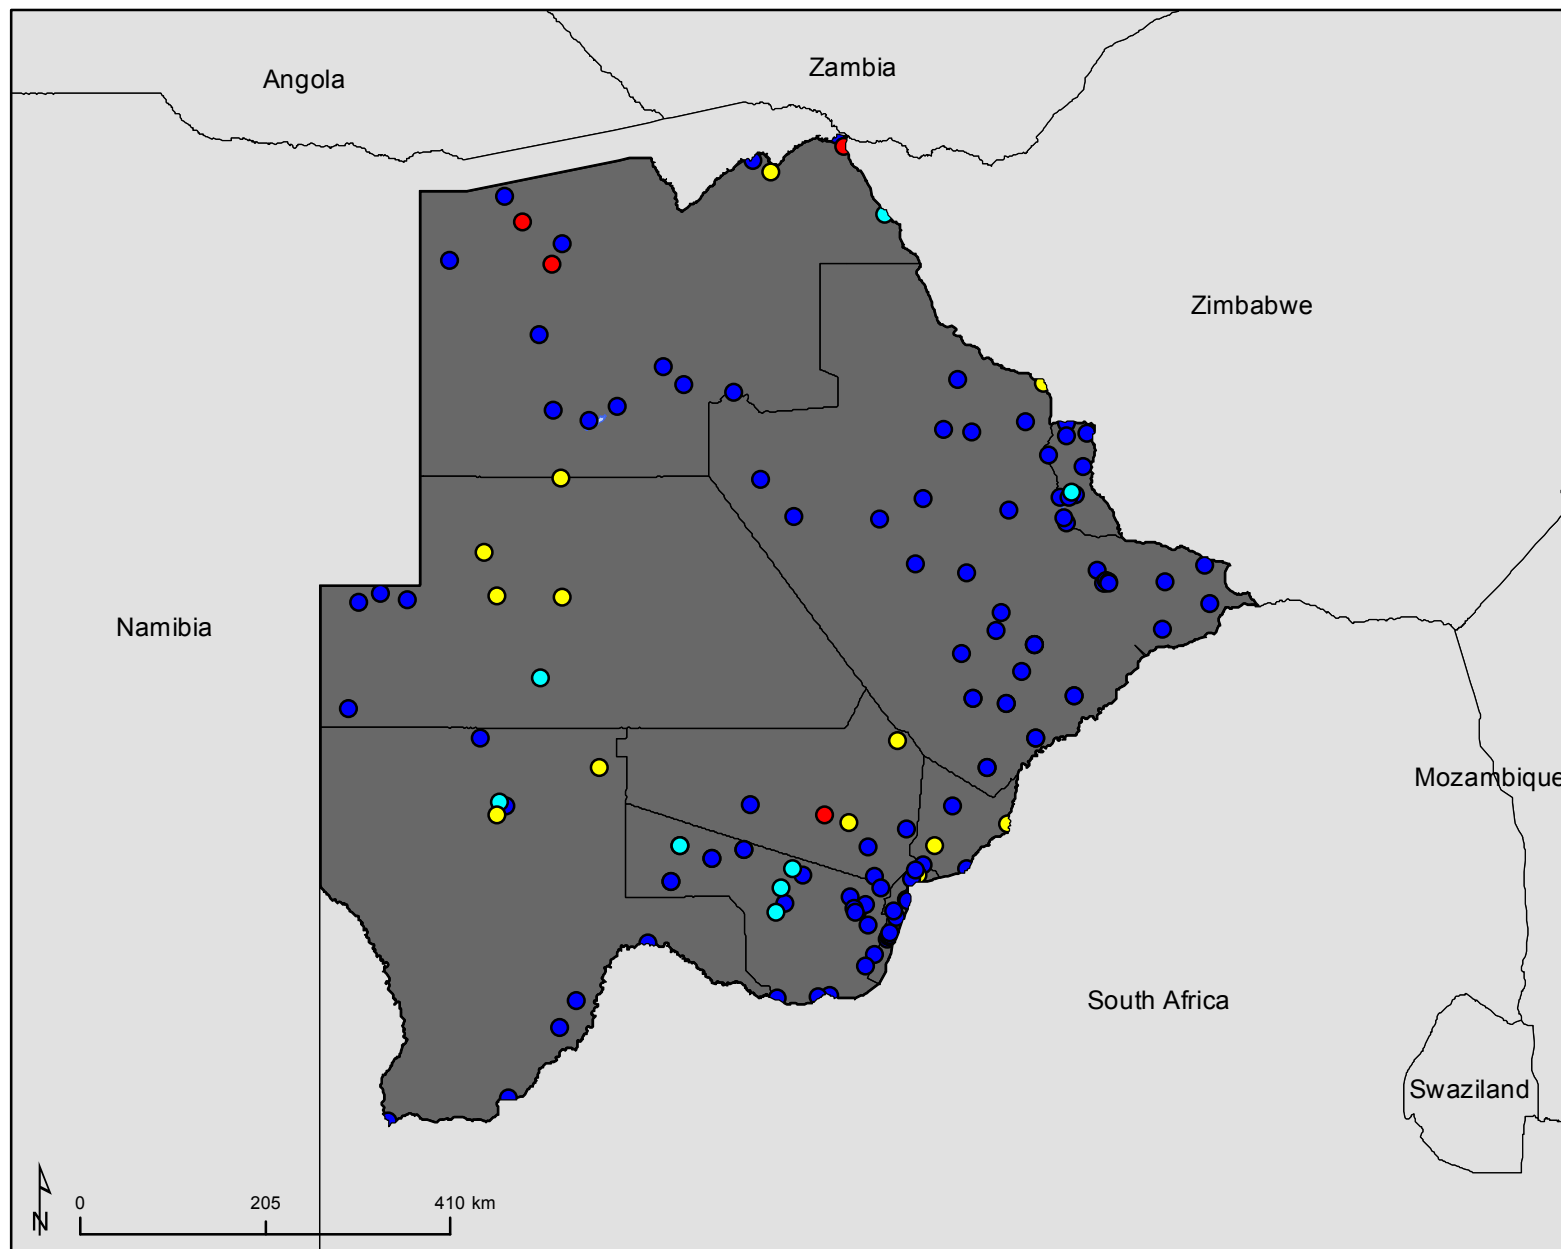 Zambia
Angola
Zimbabwe
Namibia
Mozambique
South Africa
Swaziland
0 205 410 km
N